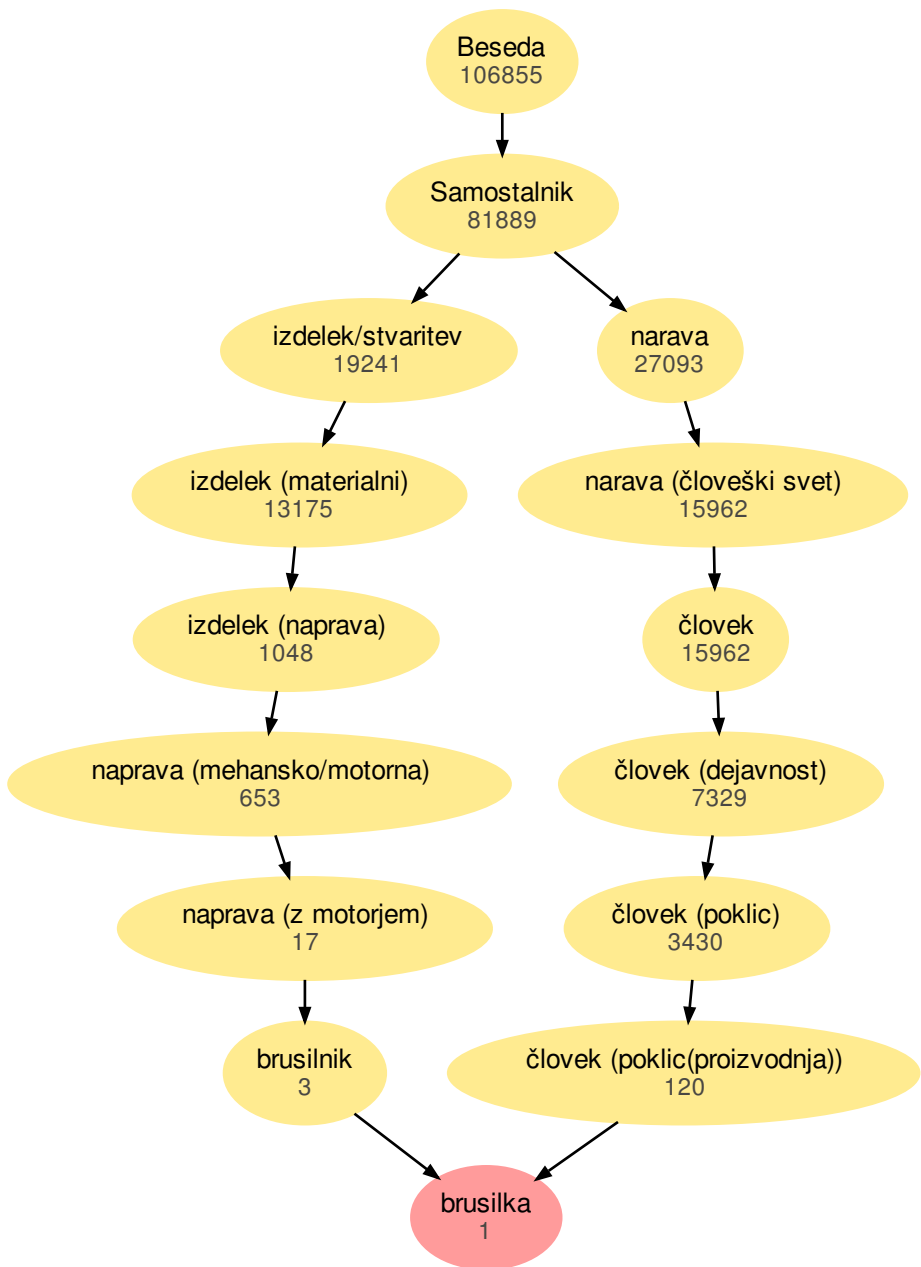 Beseda
106855
Samostalnik
81889
izdelek/stvaritev
19241
narava
27093
izdelek (materialni)
13175
narava (človeški svet)
15962
izdelek (naprava)
1048
človek
15962
naprava (mehansko/motorna)
653
človek (dejavnost)
7329
naprava (z motorjem)
17
človek (poklic)
3430
brusilnik
3
človek (poklic(proizvodnja))
120
brusilka
1